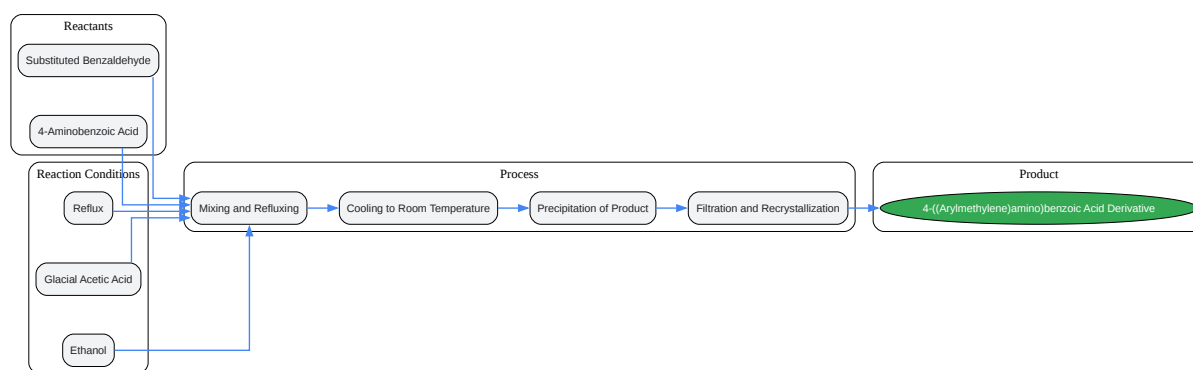 Reactants
Substituted Benzaldehyde
4-Aminobenzoic Acid
Reaction Conditions
Reflux
Glacial Acetic Acid
Ethanol
Process
Mixing and Refluxing
Cooling to Room Temperature
Precipitation of Product
Filtration and Recrystallization
Product
4-((Arylmethylene)amino)benzoic Acid Derivative